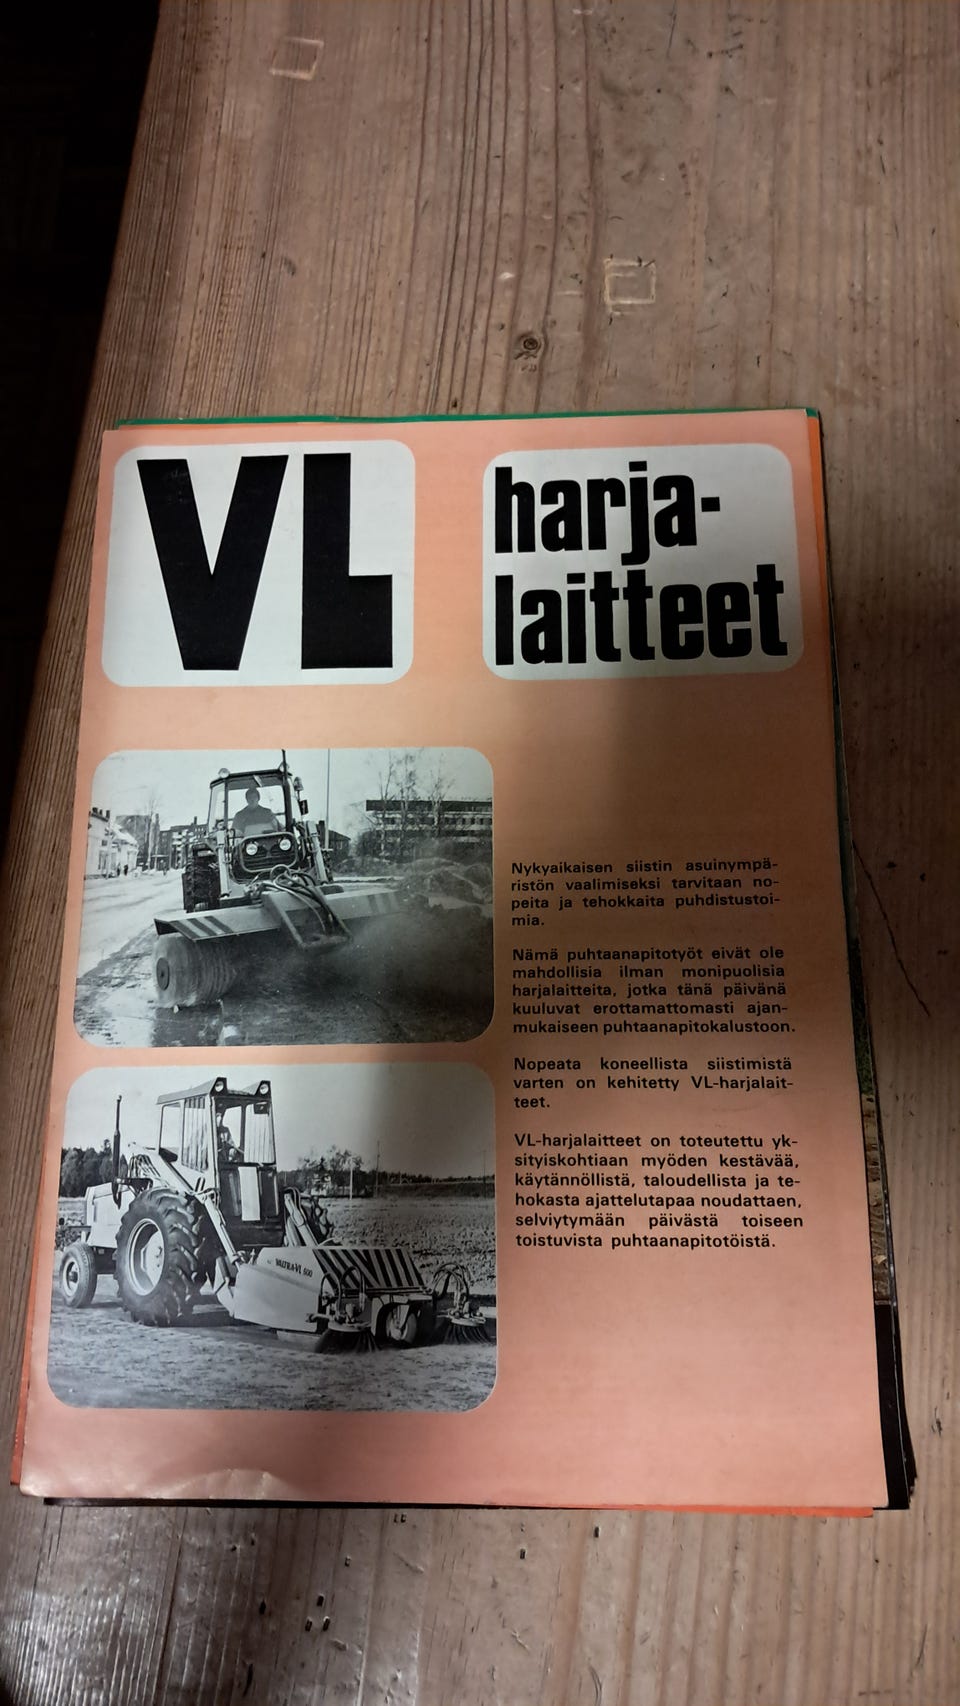 VL
harja-
laitteet
Nykyaikaisen siistin asuinympä-
ristön vaalimiseksi tarvitaan no-
peita ja tehokkaita puhdistustoi-
mia.
Nämä puhtaanapitotyöt eivät ole
mahdollisia ilman monipuolisia
harjalaitteita, jotka tänä päivänä
kuuluvat erottamattomasti ajan-
mukaiseen puhtaanapitokalustoon.
Nopeata koneellista siistimistä
varten on kehitetty VL-harjalait-
teet.
VL-harjalaitteet on toteutettu yk-
sityiskohtiaan myöden kestävää,
käytännöllistä, taloudellista ja te-
hokasta ajattelutapaa noudattaen,
selviytymään päivästä toiseen
toistuvista puhtaanapitotöistä.
VALTRA-VL 600